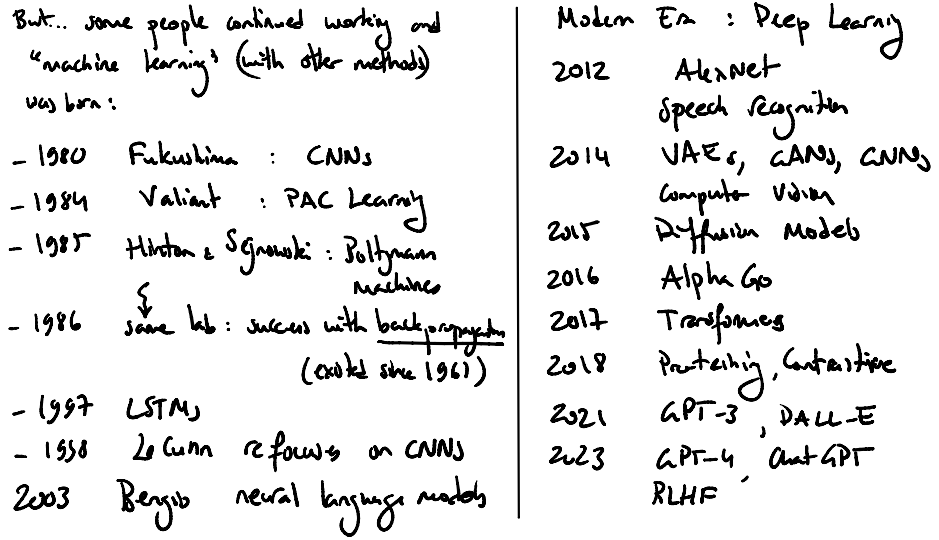 But... some people continued working and
"machine learning" (with other methods)
was born:
- 1980 Fukushima : CNNs
- 1984 Valiant : PAC Learning
- 1985 Hinton & Sejnowski : Boltzmann
machines
- 1986 same lab : success with backpropagation
(existed since 1961)
- 1997 LSTMs
- 1998 LeCunn refocuses on CNNs
2003 Bengio neural language models
Modern Era : Deep Learning
2012 AlexNet
speech recognition
2014 VAEs, GANs, GNNs
Computer Vision
2015 Diffusion Models
2016 AlphaGo
2017 Transformers
2018 Pretraining, Contrastive
2021 GPT-3, DALL-E
2023 GPT-4, ChatGPT
RLHF